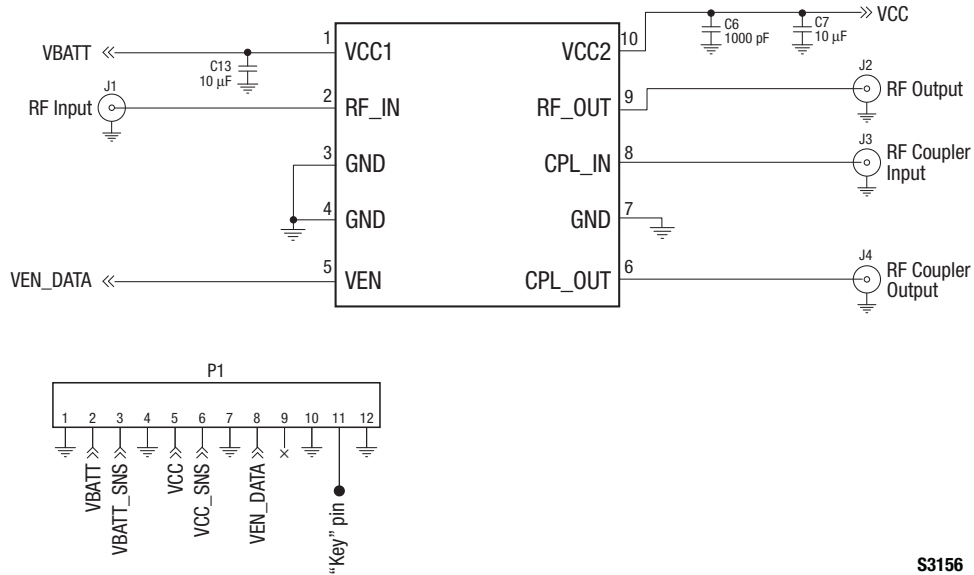 VBATT
C13
10 µF
1
VCC1
VCC2
10
C6
1000 pF
C7
10 µF
VCC
J1
RF Input
2
RF_IN
RF_OUT
9
J2
RF Output
3
GND
CPL_IN
8
J3
RF Coupler
Input
4
GND
GND
7
VEN_DATA
5
VEN
CPL_OUT
6
J4
RF Coupler
Output
P1
1 2 3 4 5 6 7 8 9 10 11 12
VBATT
VBATT_SNS
VCC
VCC_SNS
VEN_DATA
"Key" pin
S3156